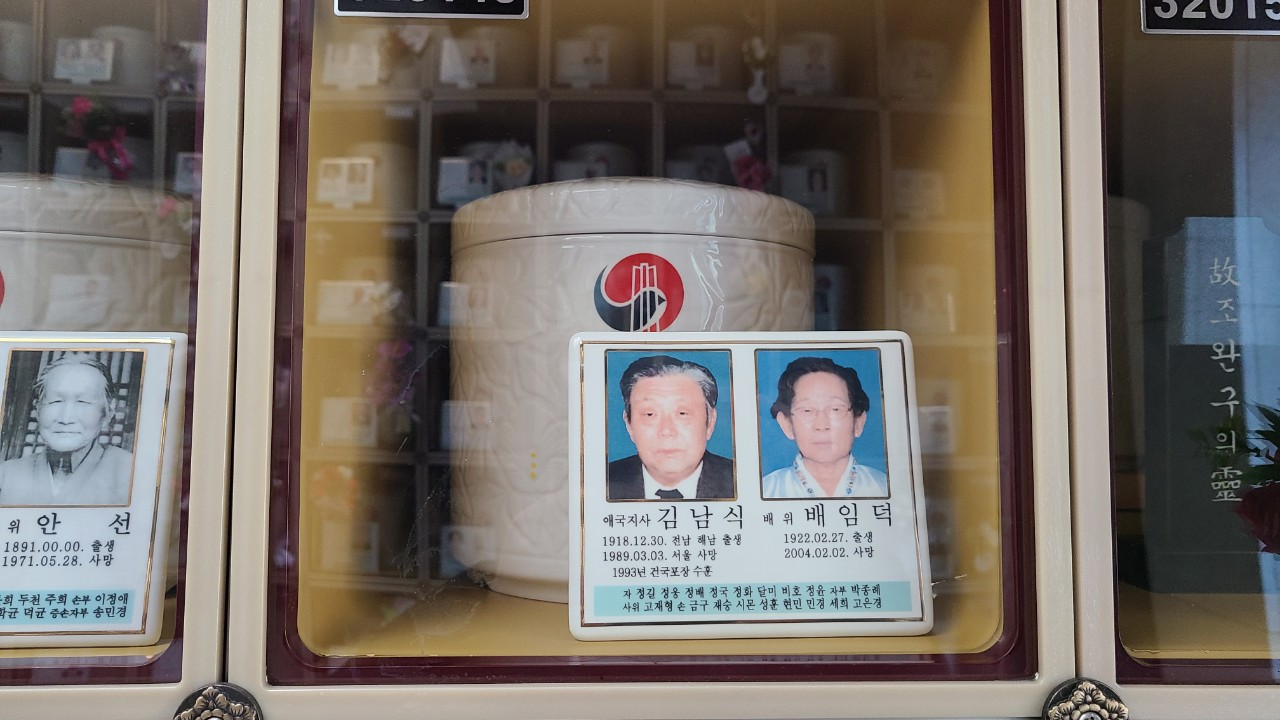 32015
위 안 선
1891.00.00. 출생
1971.05.28. 사망
두천 주희 손부 이정애
덕균 증손자부 송민경
애국지사 김남식
1918.12.30. 전남 해남 출생
1989.03.03. 서울 사망
1993년 건국포장 수훈
배 위 배임덕
1922.02.27. 출생
2004.02.02. 사망
자 정길 정웅 정배 정국 정화 달미 비호 정윤 자부 박종례
사위 고재형 손 금구 재승 시몬 성훈 현민 민경 세희 고은경
故조완구의靈